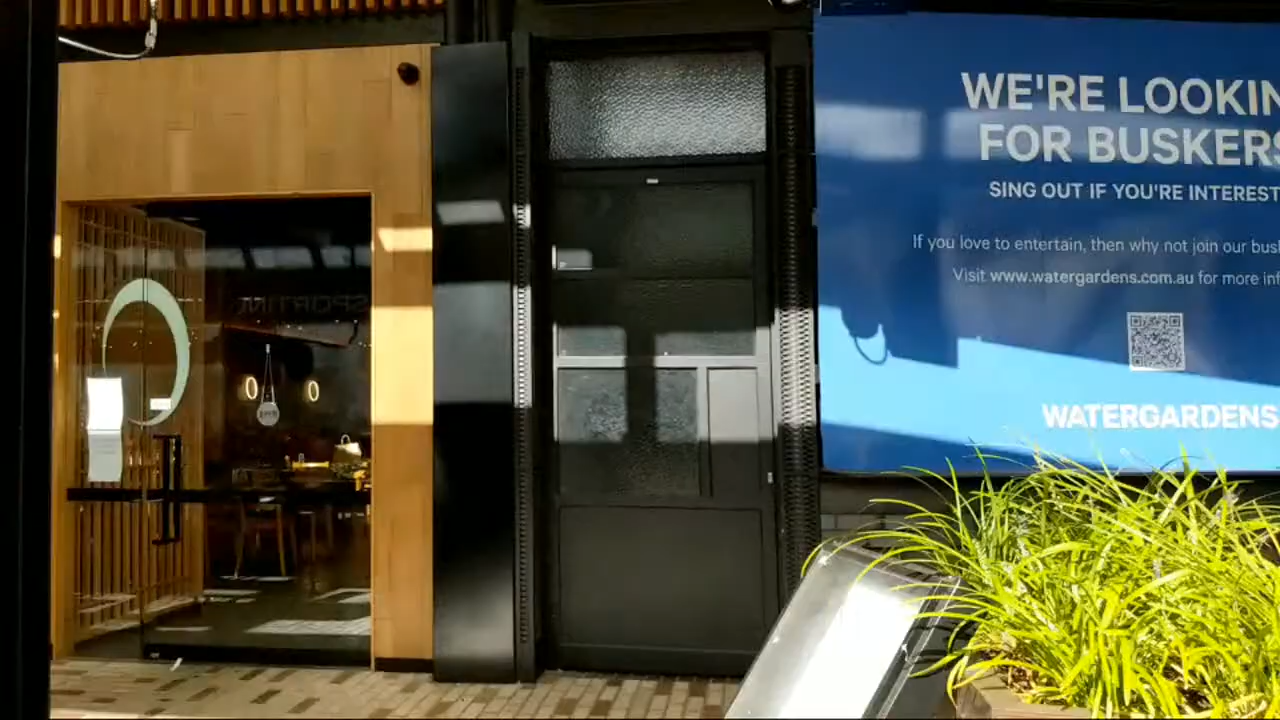 WE'RE LOOKIN
FOR BUSKERS
SING OUT IF YOU'RE INTEREST
If you love to entertain, then why not join our busk
Visit www.watergardens.com.au for more inf
WATERGARDENS